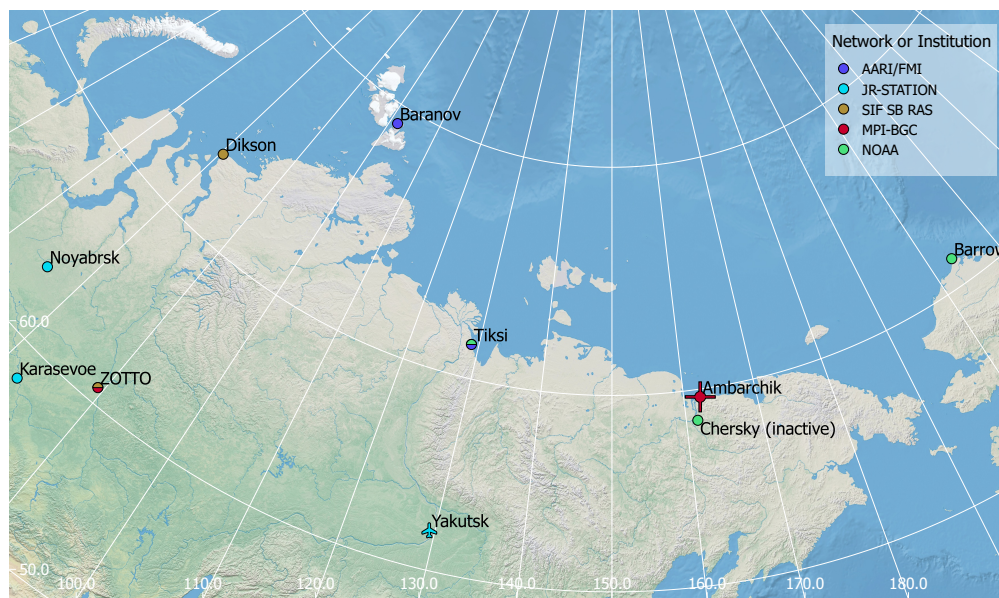 Network or Institution
AARI/FMI
JR-STATION
SIF SB RAS
MPI-BGC
NOAA
Baranov
Dikson
Barrow
Noyabrsk
60.0
Tiksi
Karasevoe
ZOTTO
Ambarchik
Chersky (inactive)
Yakutsk
50.0
100.0 110.0 120.0 130.0 140.0 150.0 160.0 170.0 180.0